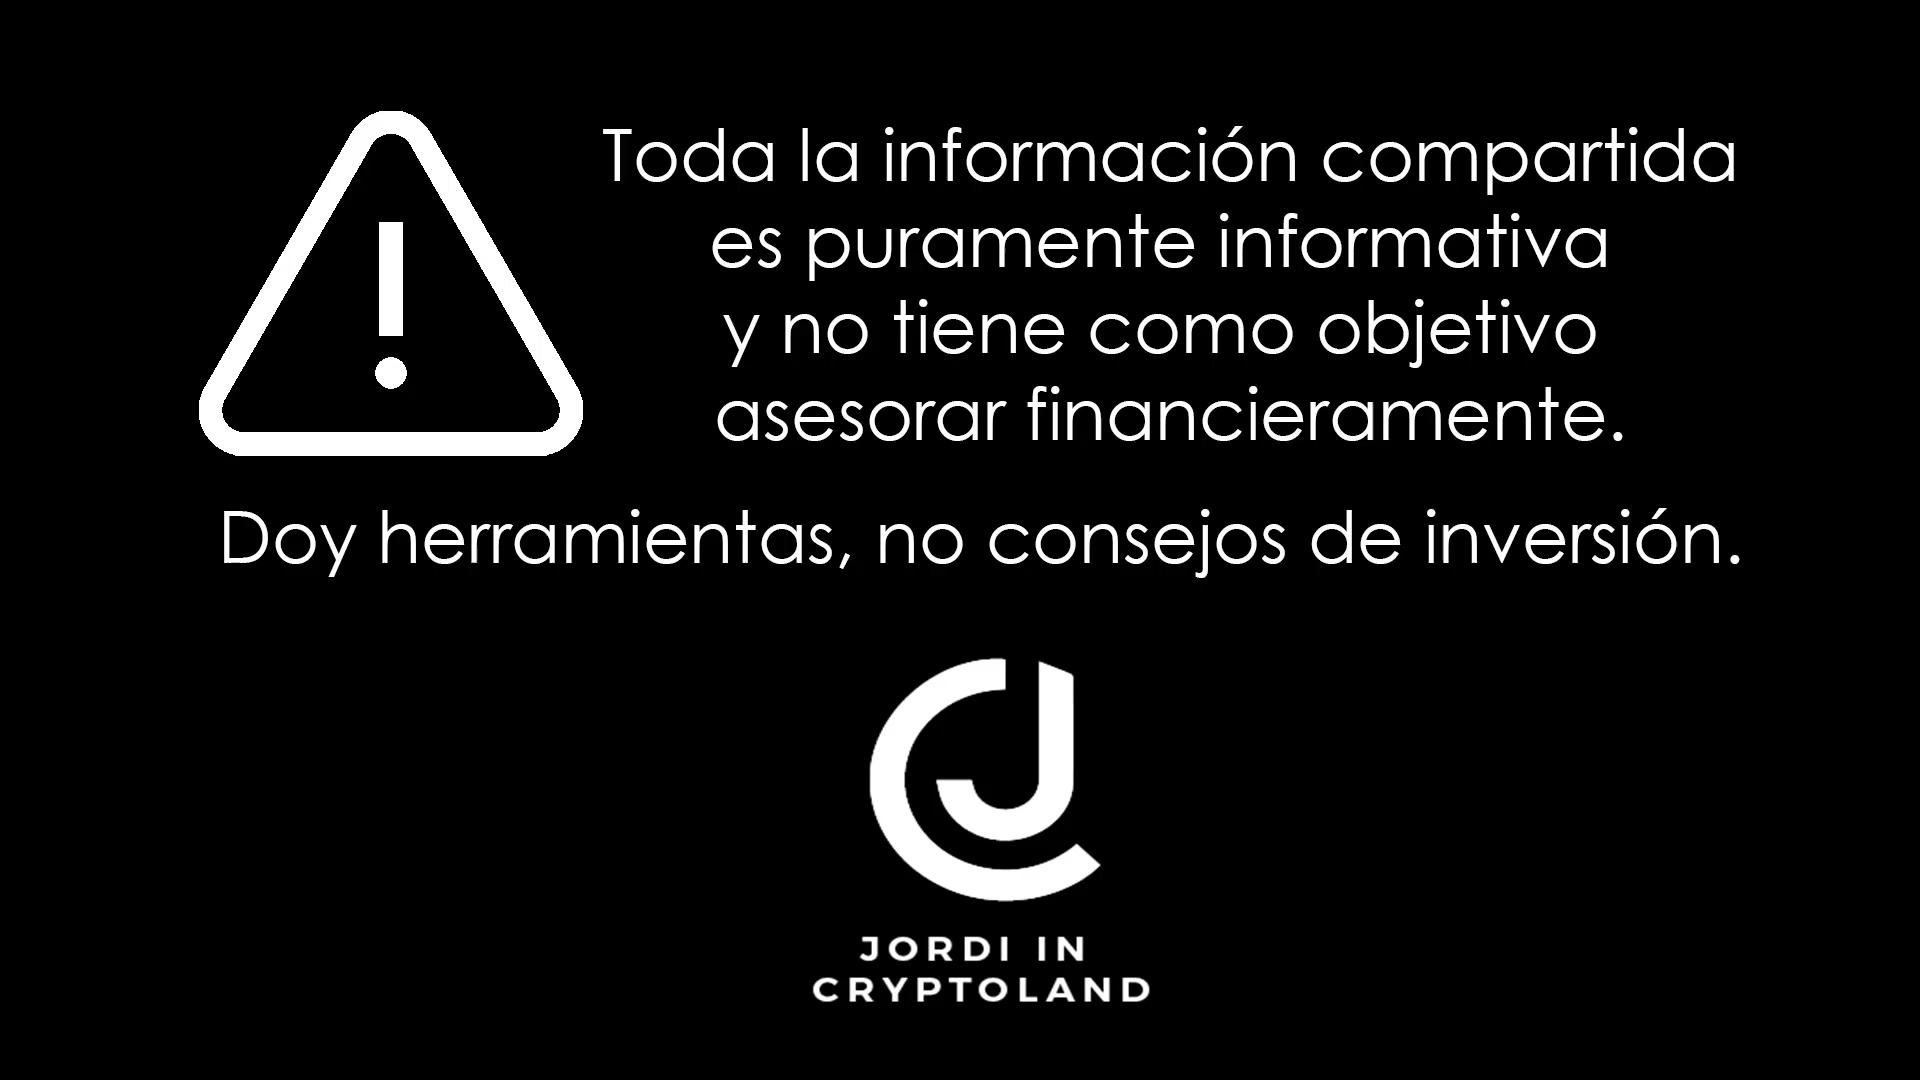 Toda la información compartida
es puramente informativa
y no tiene como objetivo
asesorar financieramente.
Doy herramientas, no consejos de inversión.
JORDI IN
CRYPTOLAND